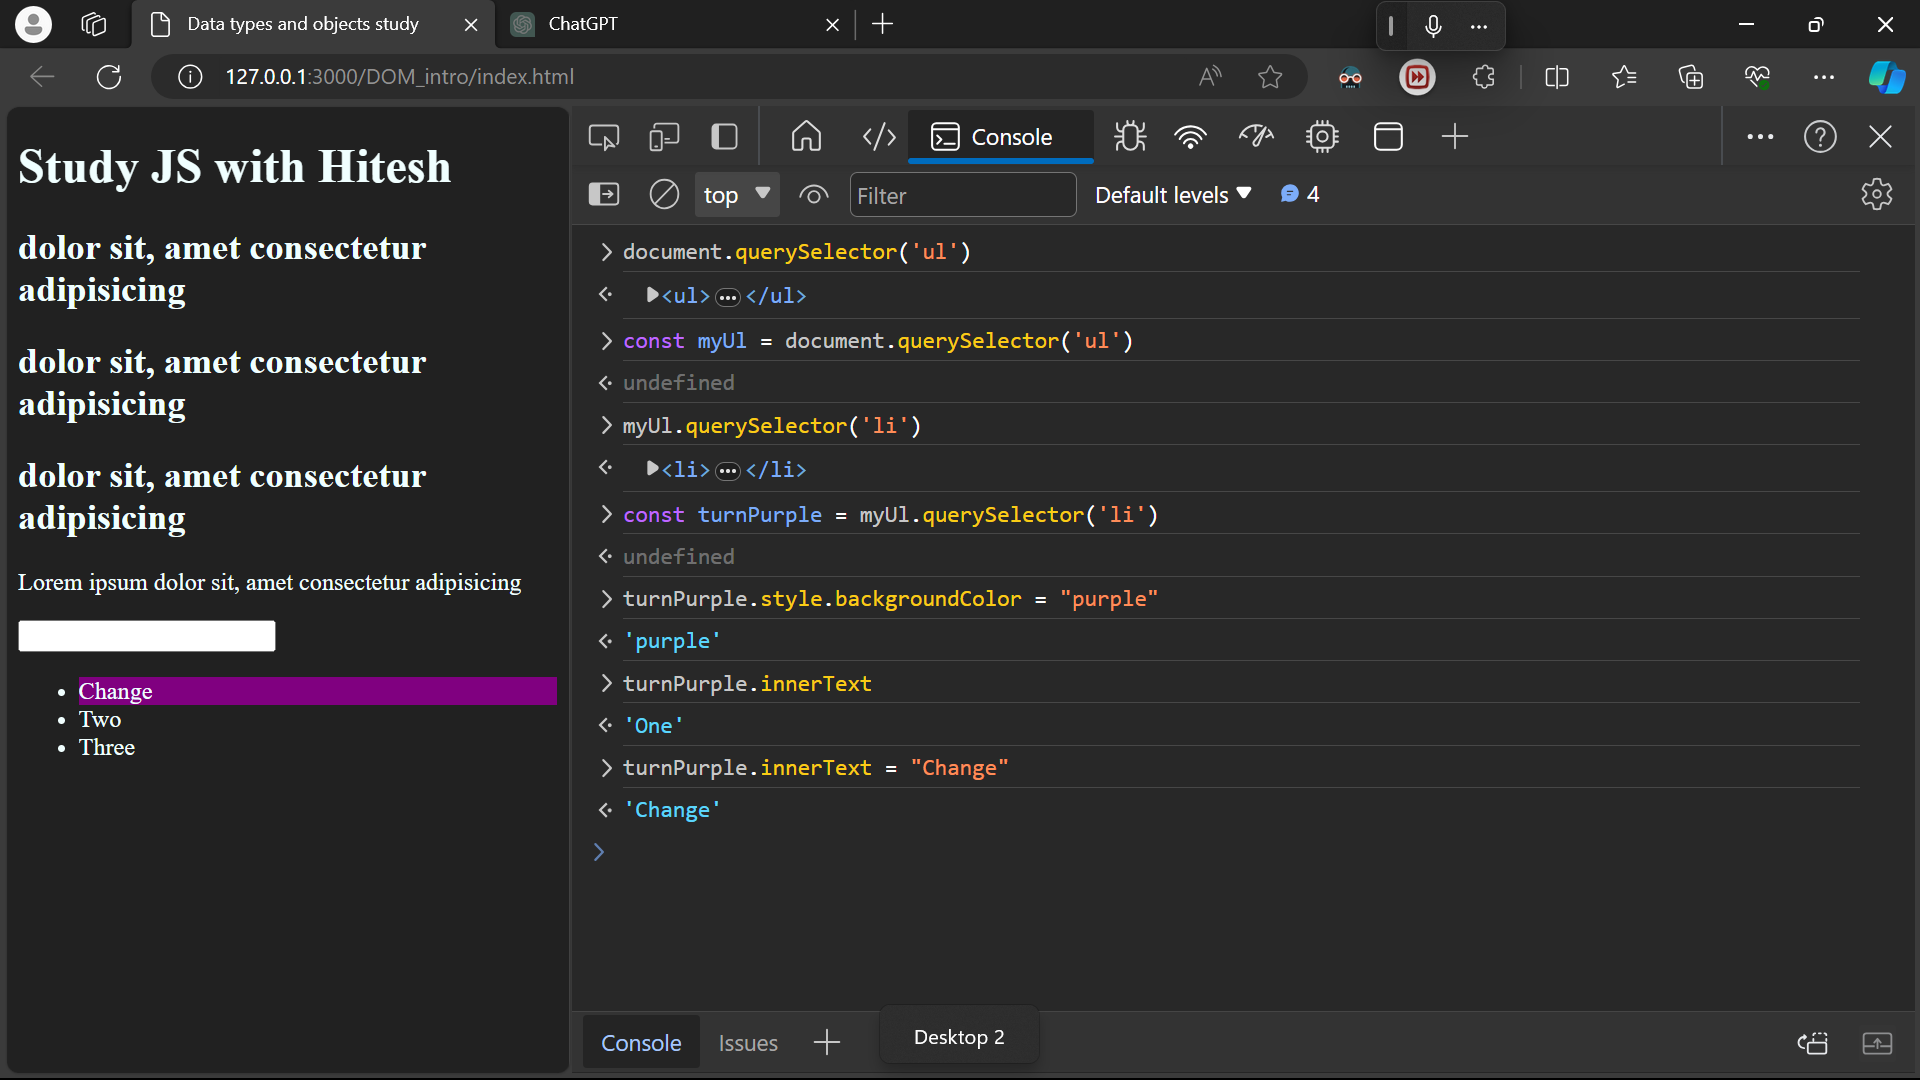 Data types and objects study
ChatGPT
127.0.0.1:3000/DOM_intro/index.html
Study JS with Hitesh
dolor sit, amet consectetur
adipisicing
dolor sit, amet consectetur
adipisicing
dolor sit, amet consectetur
adipisicing
Lorem ipsum dolor sit, amet consectetur adipisicing
• Change
• Two
• Three
Console
top
Filter
Default levels
4
> document.querySelector('ul')
<ul>…</ul>
> const myUl = document.querySelector('ul')
undefined
> myUl.querySelector('li')
<li>…</li>
> const turnPurple = myUl.querySelector('li')
undefined
> turnPurple.style.backgroundColor = "purple"
'purple'
> turnPurple.innerText
'One'
> turnPurple.innerText = "Change"
'Change'
>
Console
Issues
Desktop 2